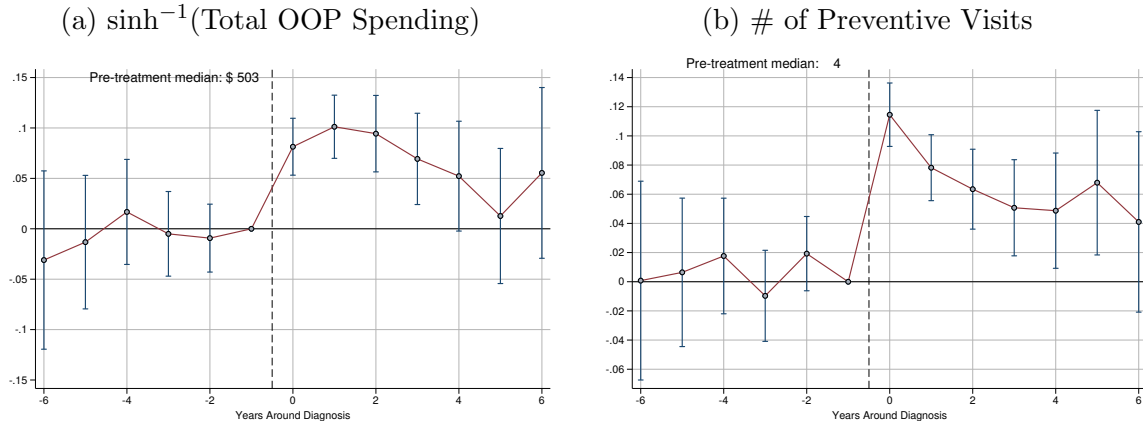 (a) sinh⁻¹(Total OOP Spending)
Pre-treatment median: $ 503
.15
.1
.05
0
-.05
-.1
-.15
-6 -4 -2 0 2 4 6
Years Around Diagnosis
(b) # of Preventive Visits
Pre-treatment median: 4
.14
.12
.1
.08
.06
.04
.02
0
-.02
-.04
-.06
-6 -4 -2 0 2 4 6
Years Around Diagnosis